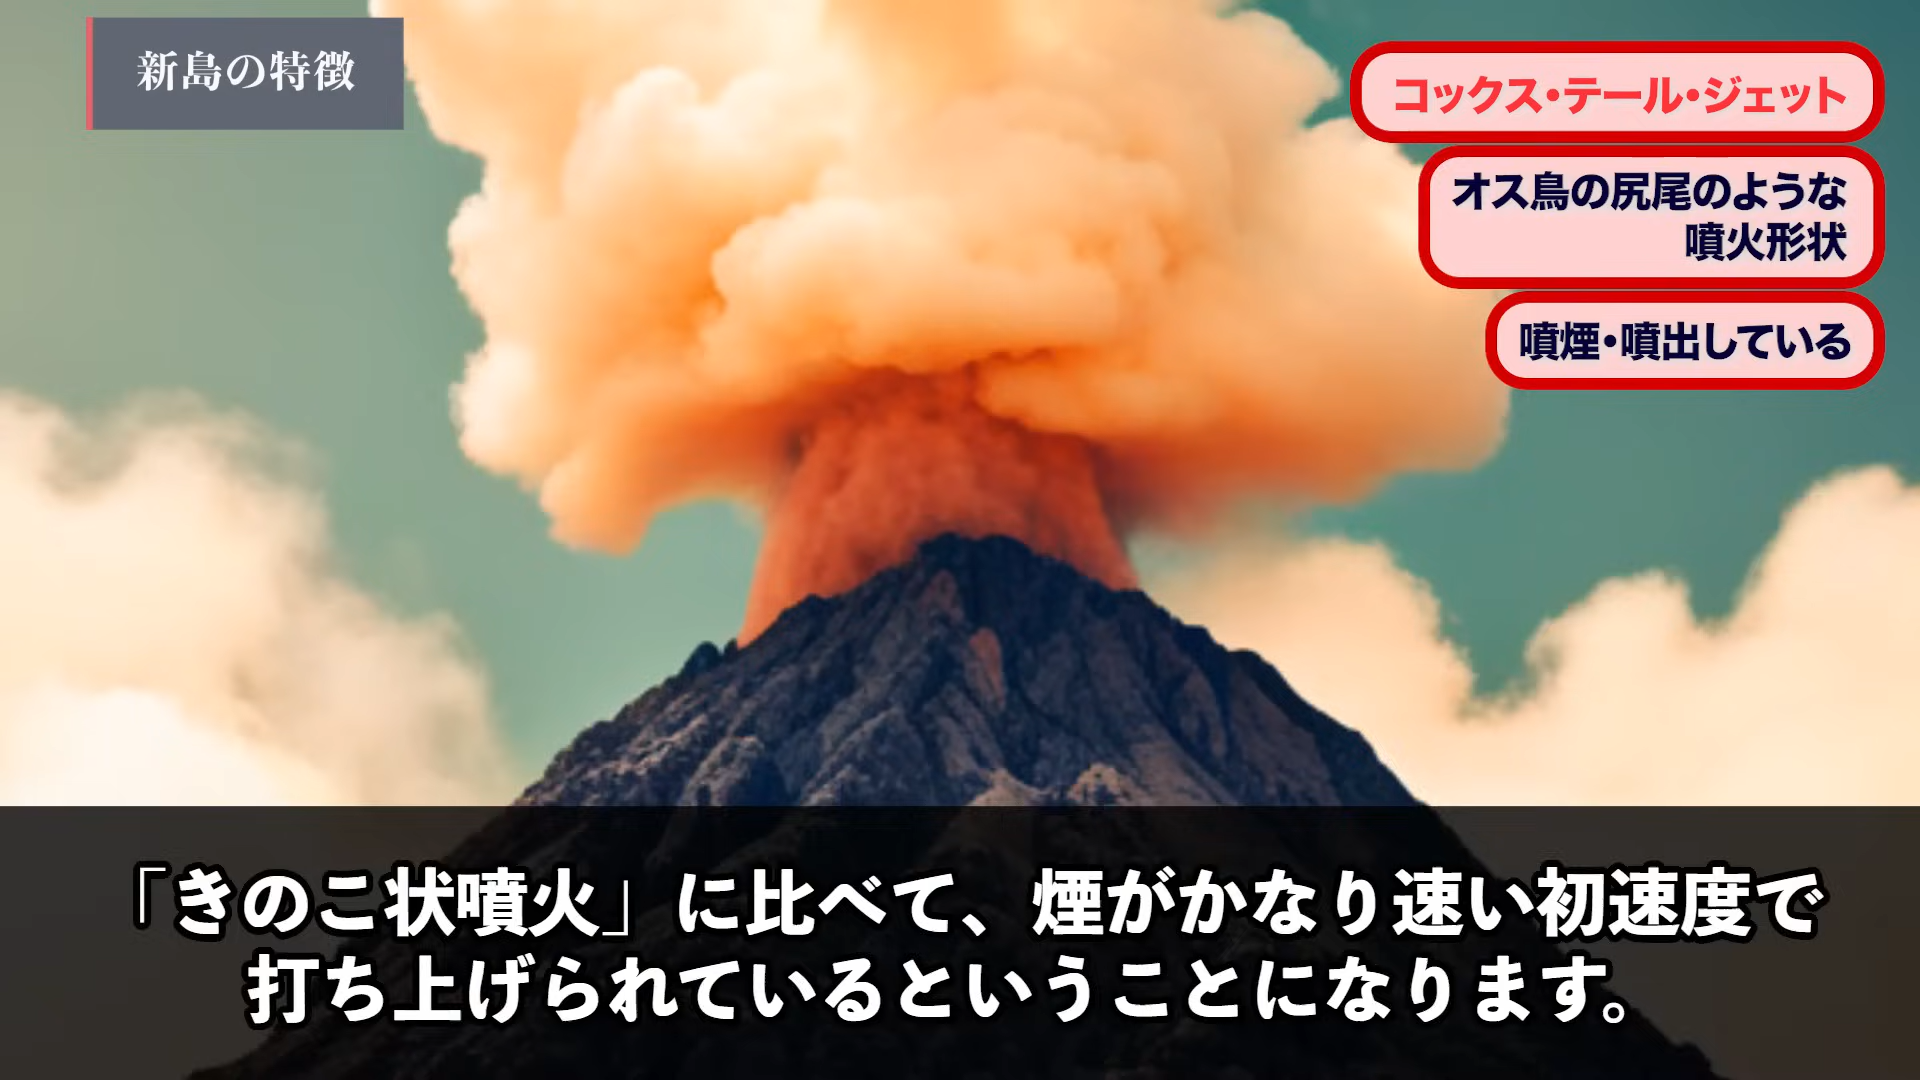 新島の特徴
コックス・テール・ジェット
オス鳥の尻尾のような
噴火形状
噴煙・噴出している
「きのこ状噴火」に比べて、煙がかなり速い初速度で
打ち上げられているということになります。